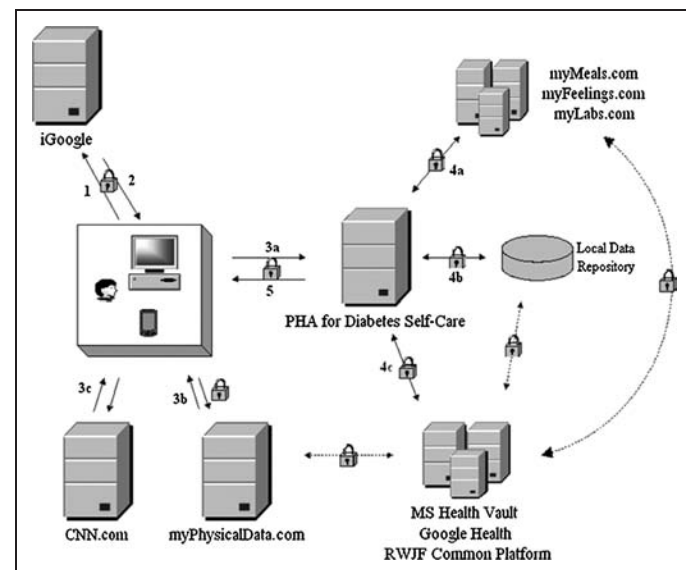 iGoogle
myMeals.com
myFeelings.com
myLabs.com
1
2
4a
3a
5
4b
Local Data
Repository
PHA for Diabetes Self-Care
3c
3b
4c
CNN.com
myPhysicalData.com
MS Health Vault
Google Health
RWJF Common Platform